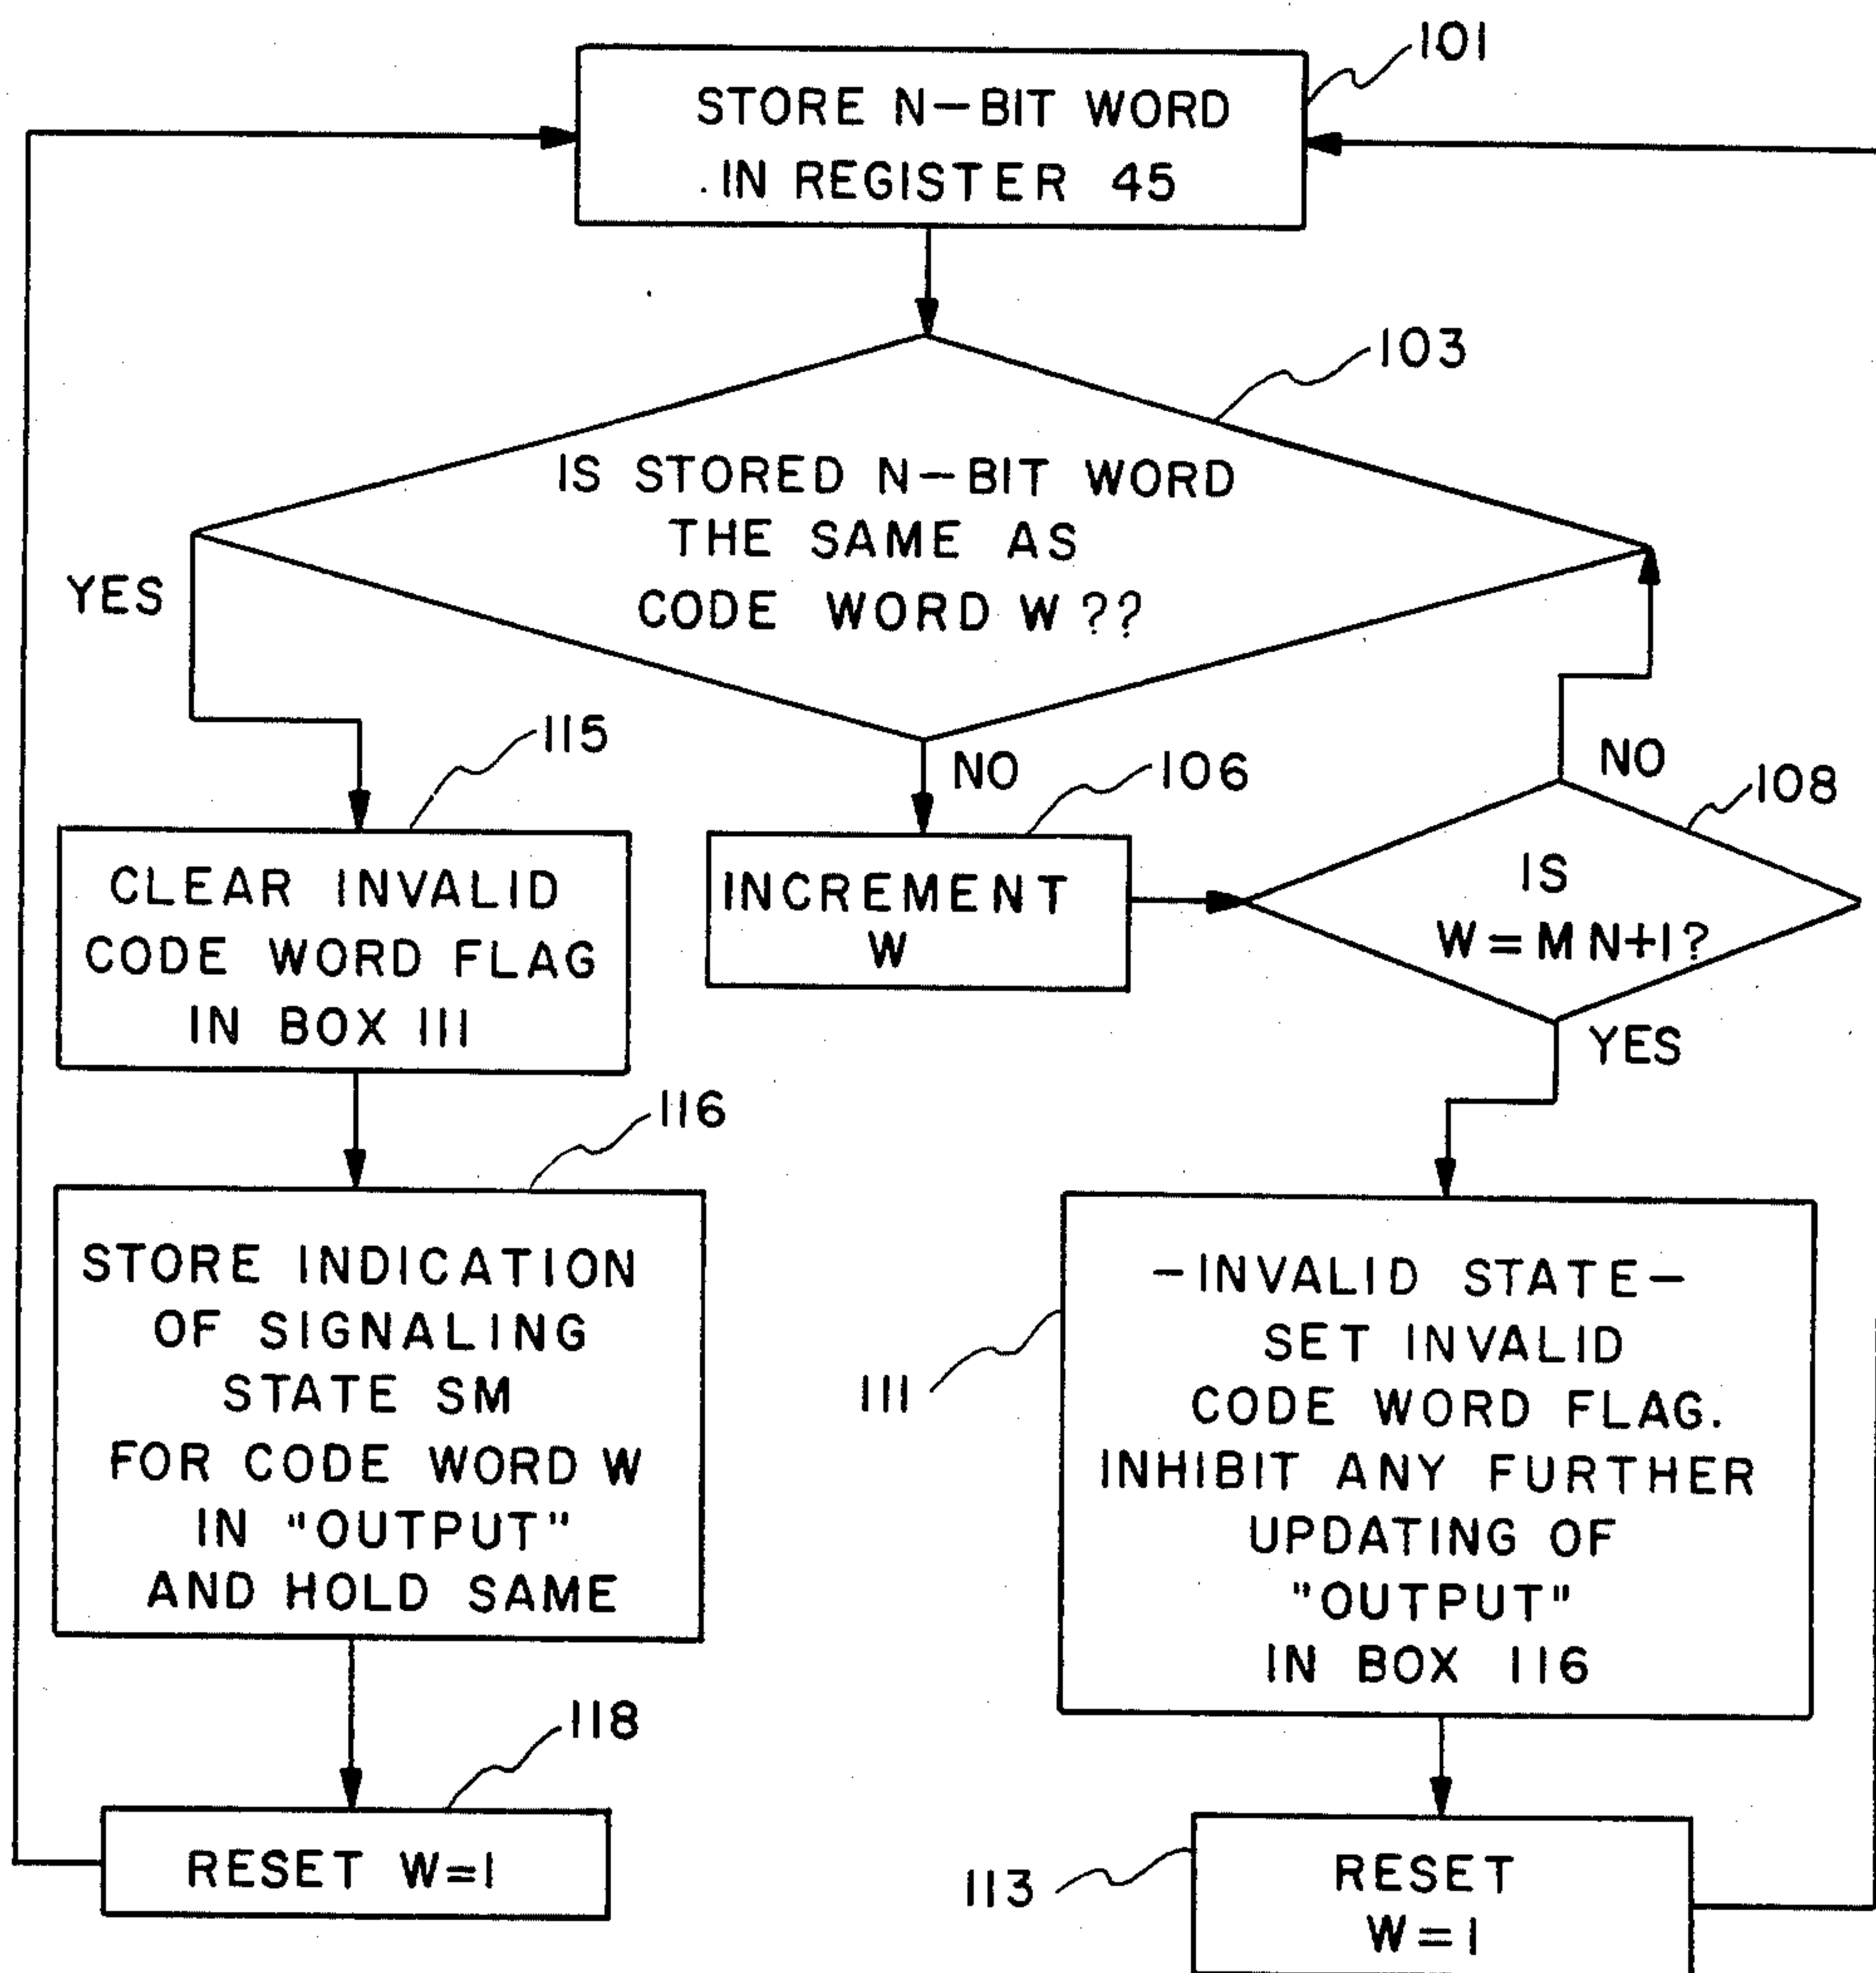 101
STORE N-BIT WORD
IN REGISTER 45
103
IS STORED N-BIT WORD
THE SAME AS
CODE WORD W??
YES
NO
115
CLEAR INVALID
CODE WORD FLAG
IN BOX 111
106
INCREMENT
W
NO
108
IS
W=MN+1?
YES
116
STORE INDICATION
OF SIGNALING
STATE SM
FOR CODE WORD W
IN "OUTPUT"
AND HOLD SAME
111
-INVALID STATE-
SET INVALID
CODE WORD FLAG.
INHIBIT ANY FURTHER
UPDATING OF
"OUTPUT"
IN BOX 116
118
RESET W=1
113
RESET
W=1